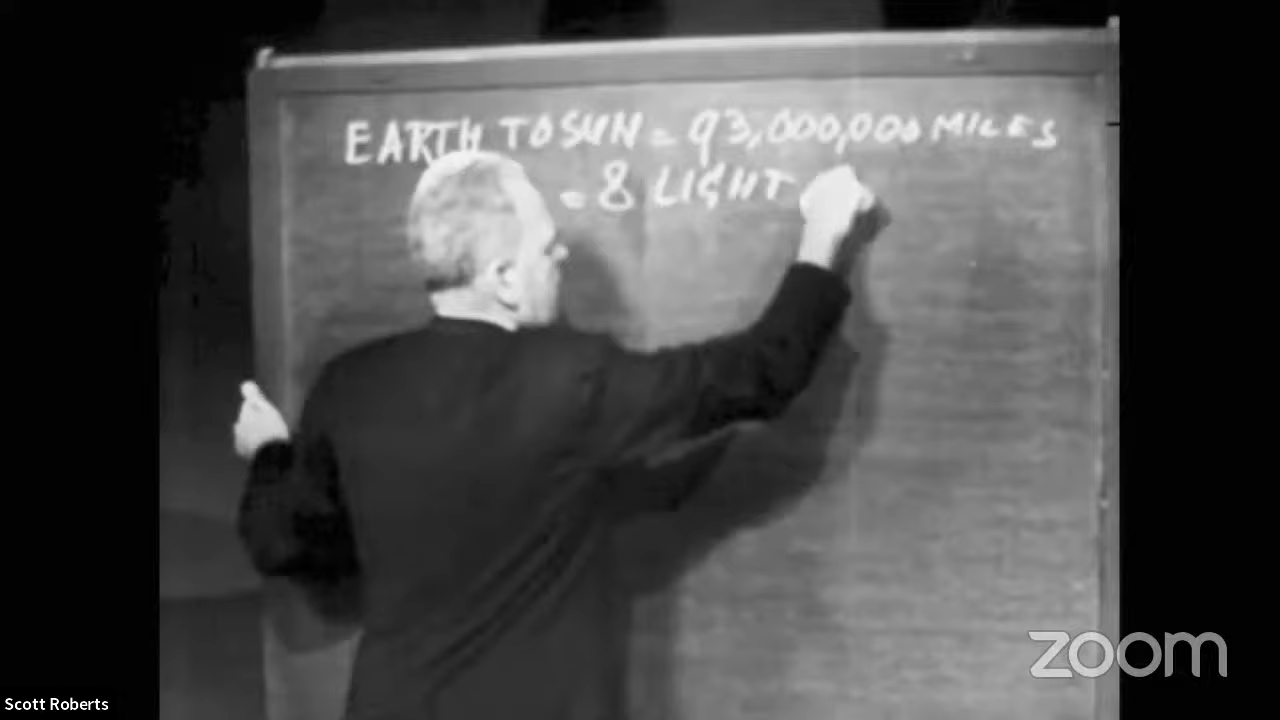 EARTH TO SUN = 93,000,000 MILES
= 8 LIGHT
zoom
Scott Roberts